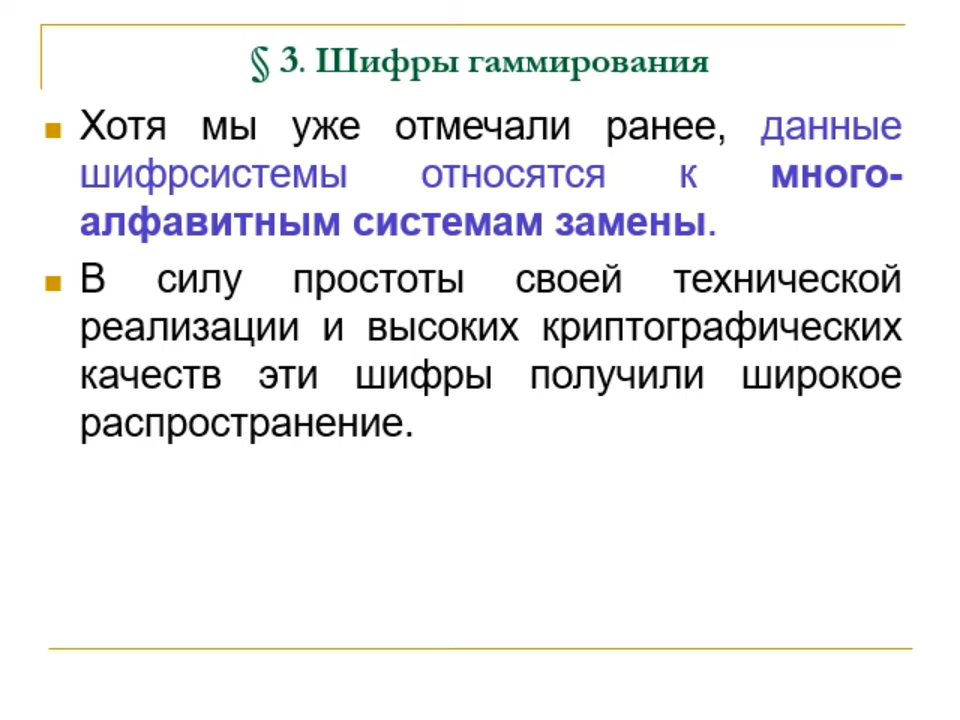 § 3. Шифры гаммирования
Хотя мы уже отмечали ранее, данные
шифрсистемы относятся к много-
алфавитным системам замены.
В силу простоты своей технической
реализации и высоких криптографических
качеств эти шифры получили широкое
распространение.